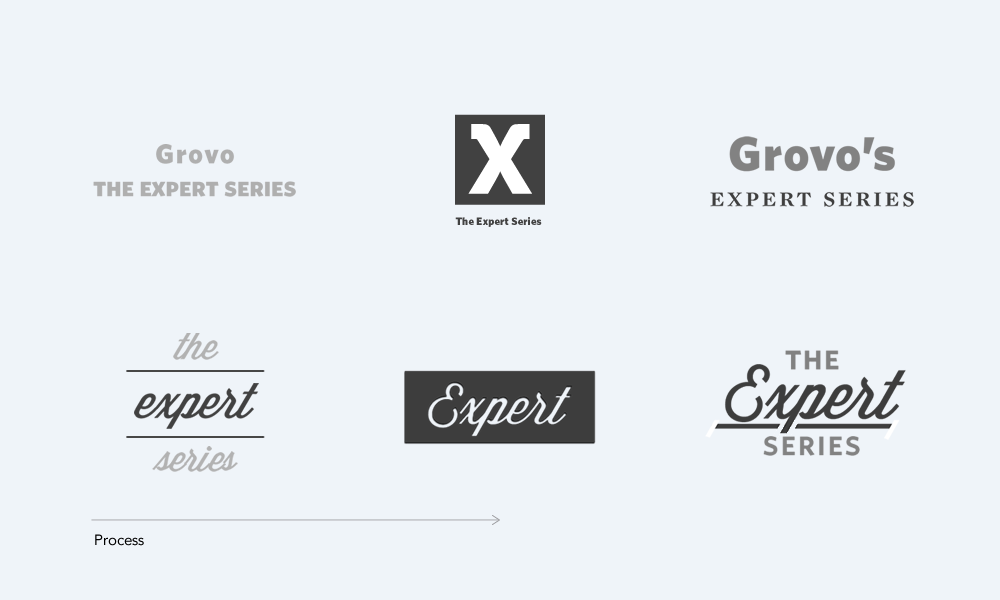 Grovo
THE EXPERT SERIES
X
The Expert Series
Grovo's
EXPERT SERIES
the
expert
series
Expert
THE
Expert
SERIES
Process